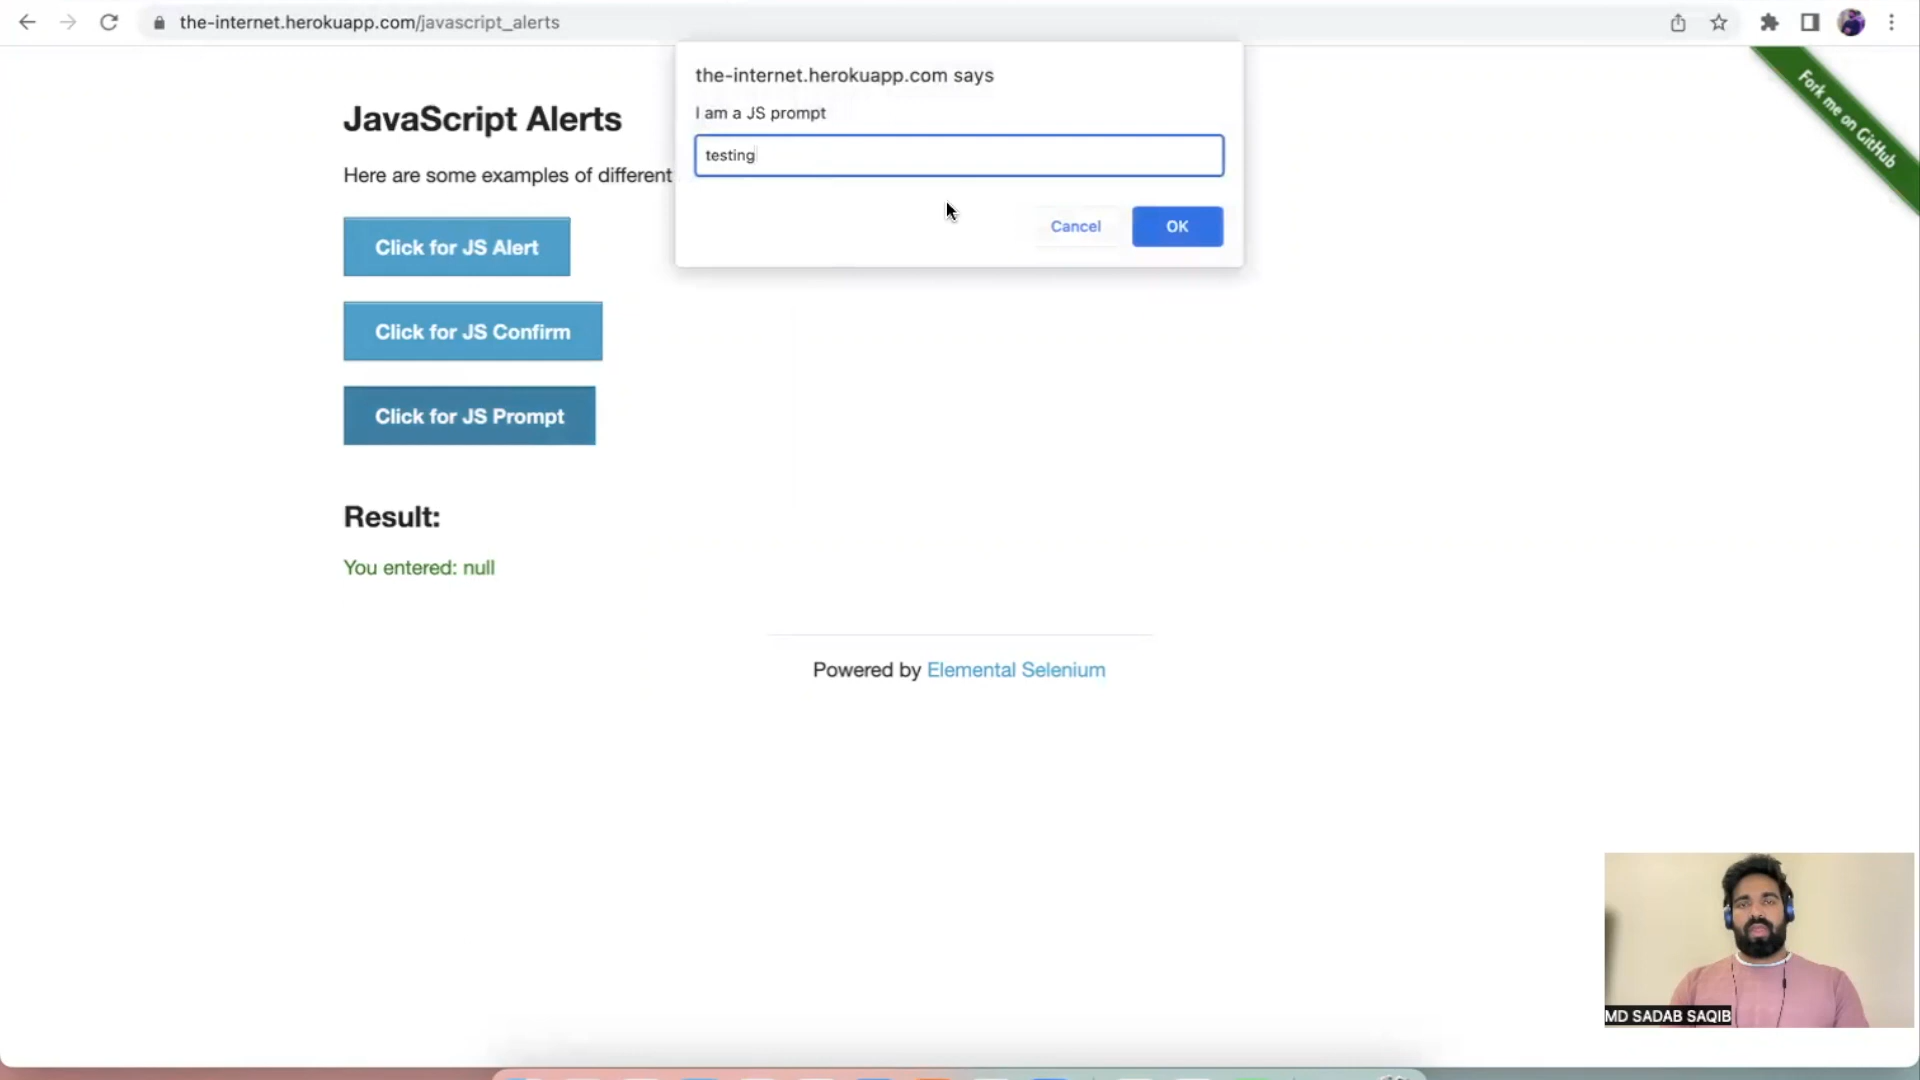 the-internet.herokuapp.com/javascript_alerts
the-internet.herokuapp.com says
I am a JS prompt
testing
Cancel
OK
Fork me on GitHub
JavaScript Alerts
Here are some examples of different
Click for JS Alert
Click for JS Confirm
Click for JS Prompt
Result:
You entered: null
Powered by Elemental Selenium
MD SADAB SAQIB